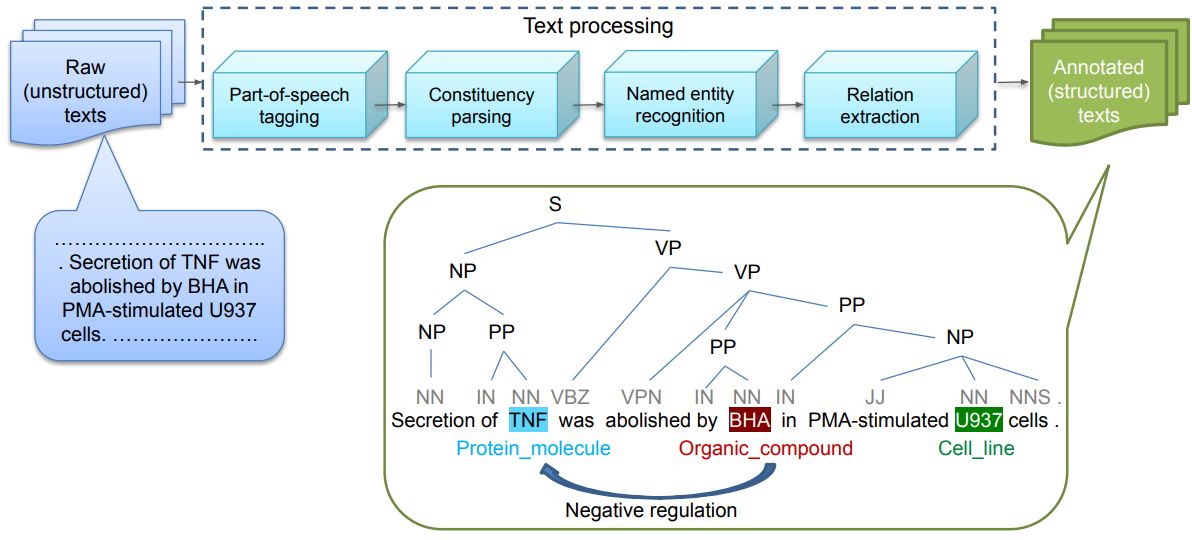 Text processing
Raw
(unstructured)
texts
Part-of-speech
tagging
Constituency
parsing
Named entity
recognition
Relation
extraction
Annotated
(structured)
texts
……………………………..
. Secretion of TNF was
abolished by BHA in
PMA-stimulated U937
cells. ………………….
S
VP
NP VP
PP
NP PP NP
PP
NN IN NN VBZ VPN IN NN IN JJ NN NNS .
Secretion of TNF was abolished by BHA in PMA-stimulated U937 cells .
Protein_molecule Organic_compound Cell_line
Negative regulation